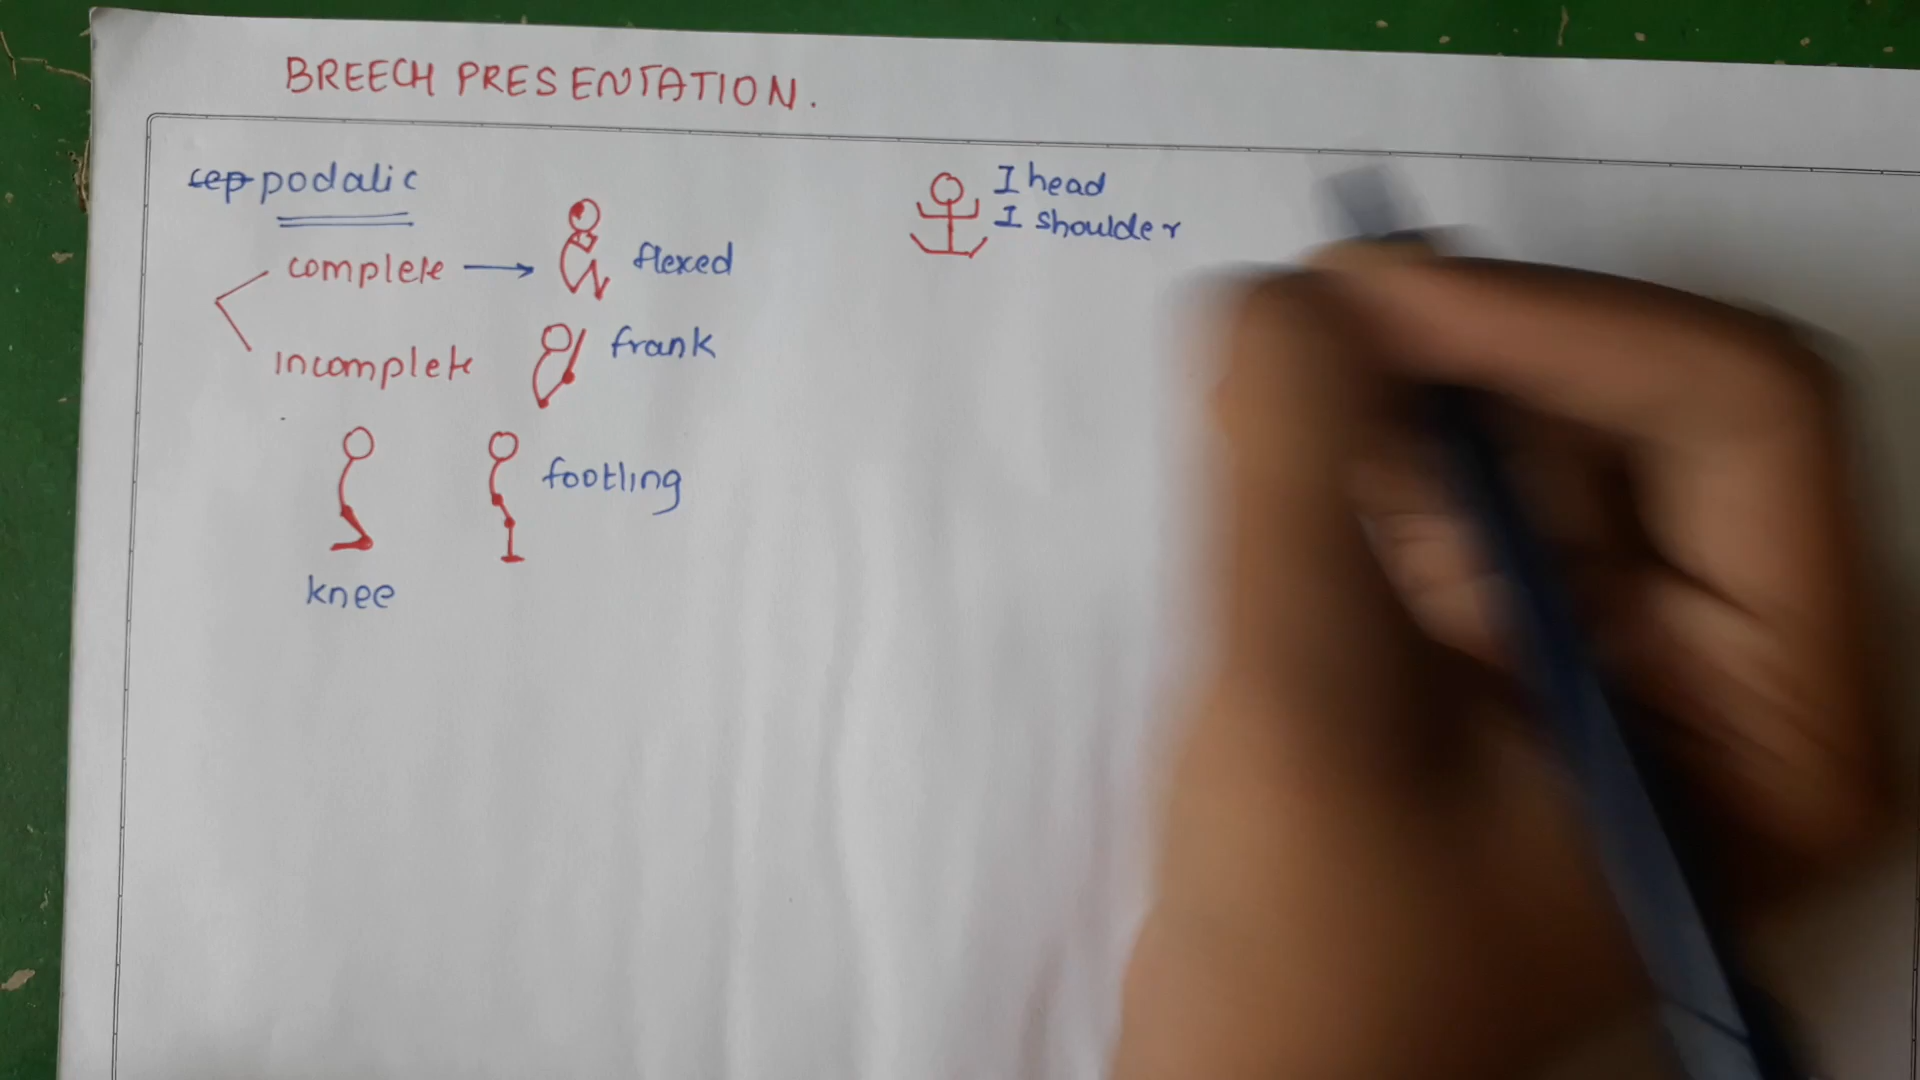 BREECH PRESENTATION.
cep podalic
complete → flexed
incomplete frank
footling
knee
I head
I shoulder